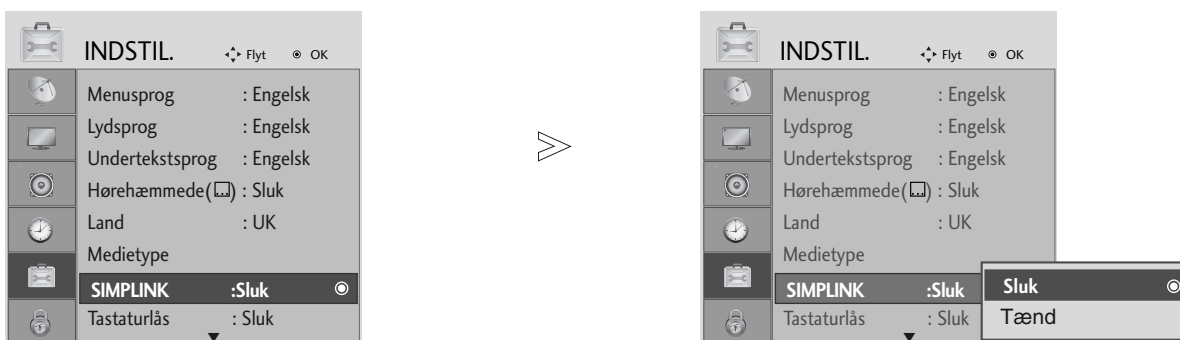 INDSTIL. Flyt OK
Menusprog : Engelsk
Lydsprog : Engelsk
Undertekstsprog : Engelsk
Hørehæmmede( ) : Sluk
Land : UK
Medietype
SIMPLINK :Sluk
Tastaturlås : Sluk
INDSTIL. Flyt OK
Menusprog : Engelsk
Lydsprog : Engelsk
Undertekstsprog : Engelsk
Hørehæmmede( ) : Sluk
Land : UK
Medietype
SIMPLINK :Sluk
Tastaturlås : Sluk
Sluk
Tænd